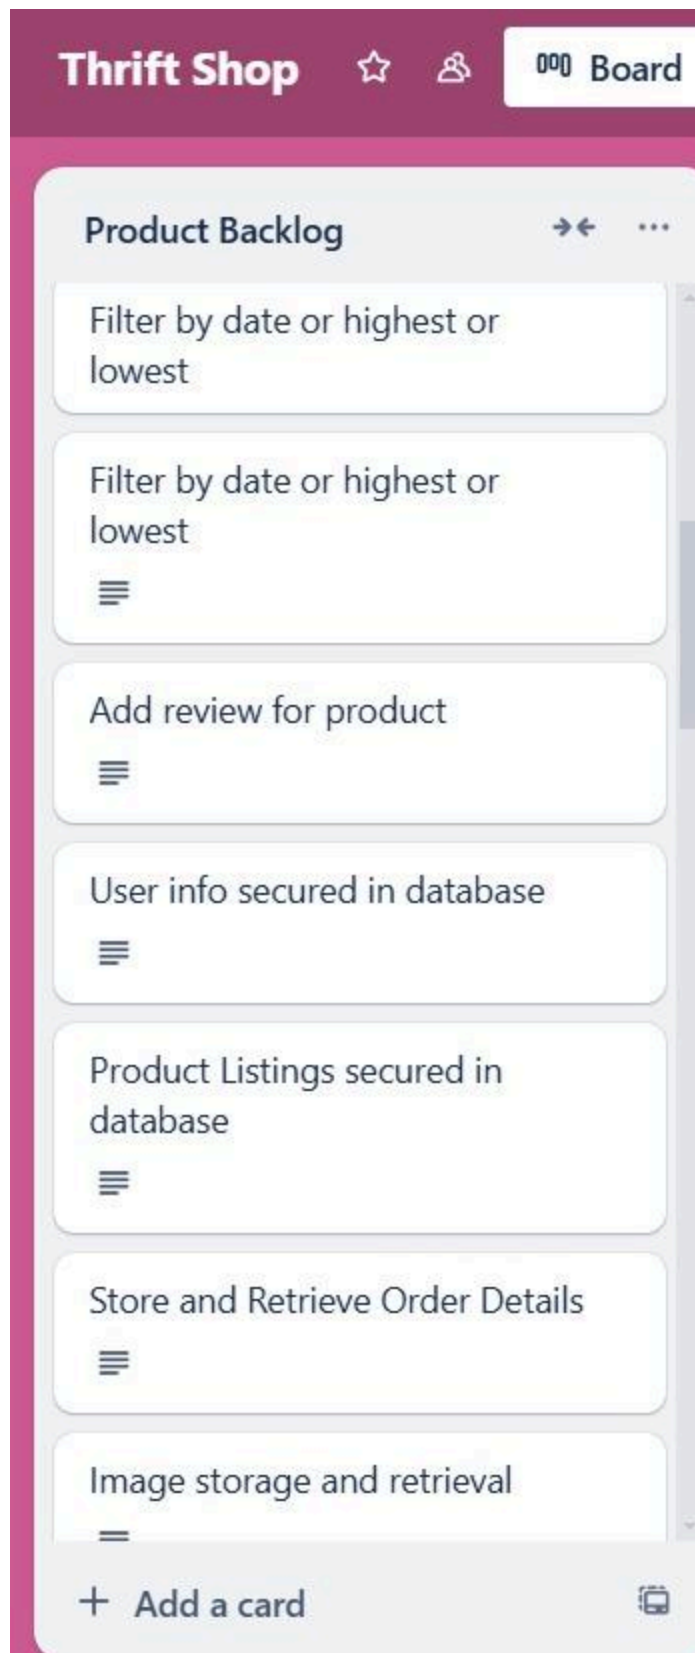 Thrift Shop
Board
Product Backlog
Filter by date or highest or
lowest
Filter by date or highest or
lowest
Add review for product
User info secured in database
Product Listings secured in
database
Store and Retrieve Order Details
Image storage and retrieval
+ Add a card